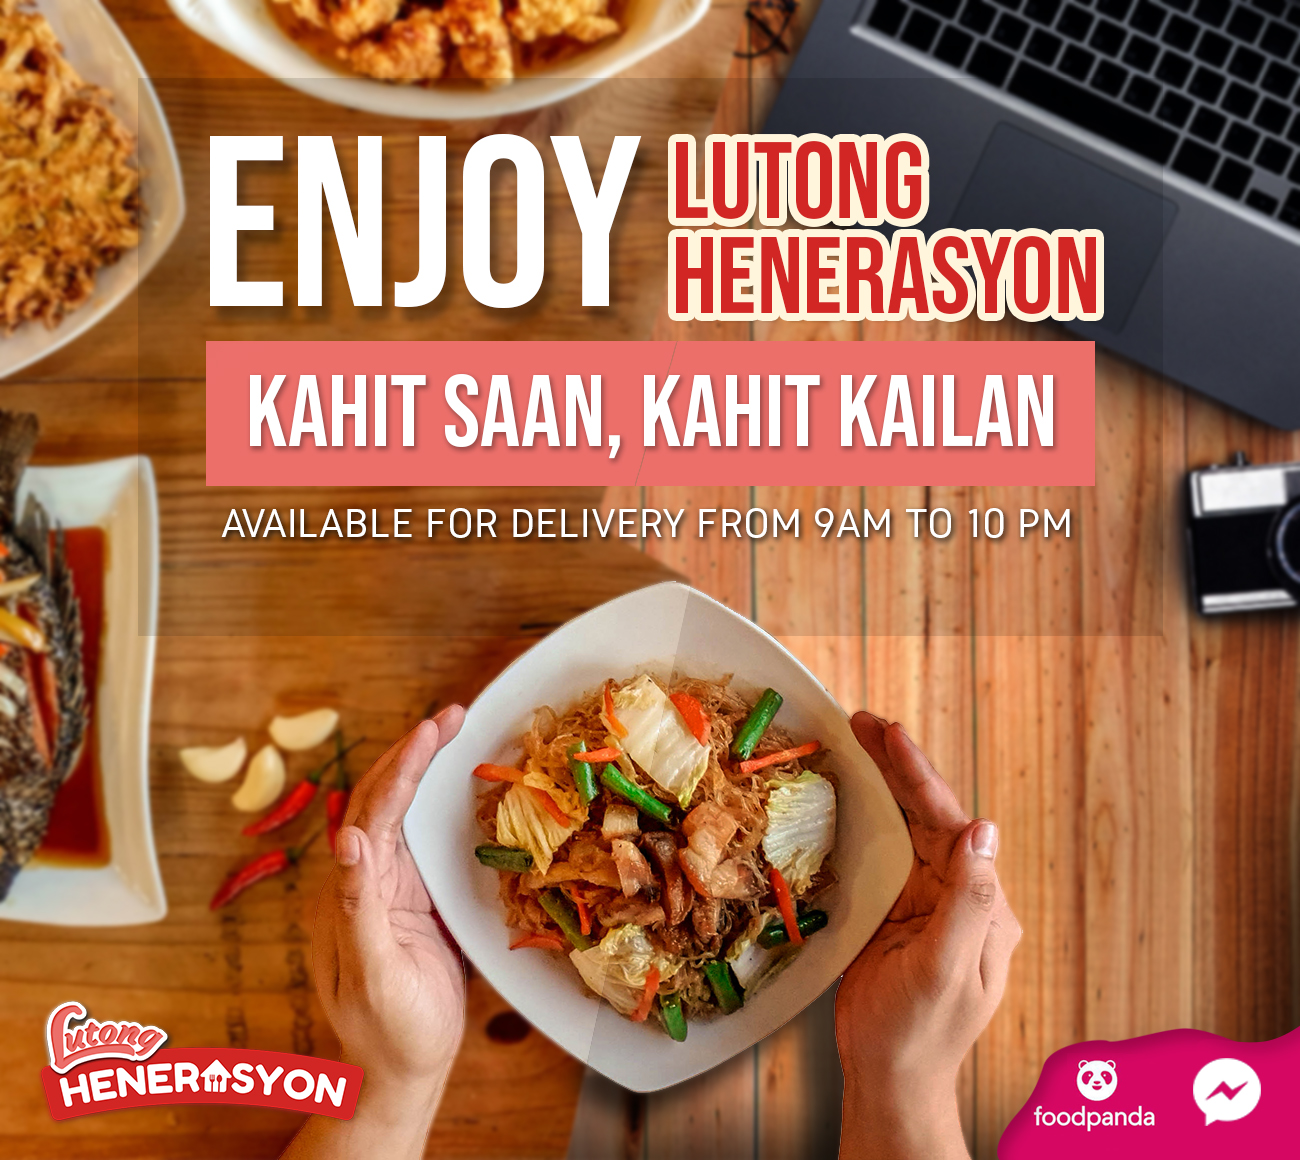 ENJOY
LUTONG
HENERASYON
KAHIT SAAN, KAHIT KAILAN
AVAILABLE FOR DELIVERY FROM 9AM TO 10 PM
Lutong
HENERASYON
foodpanda